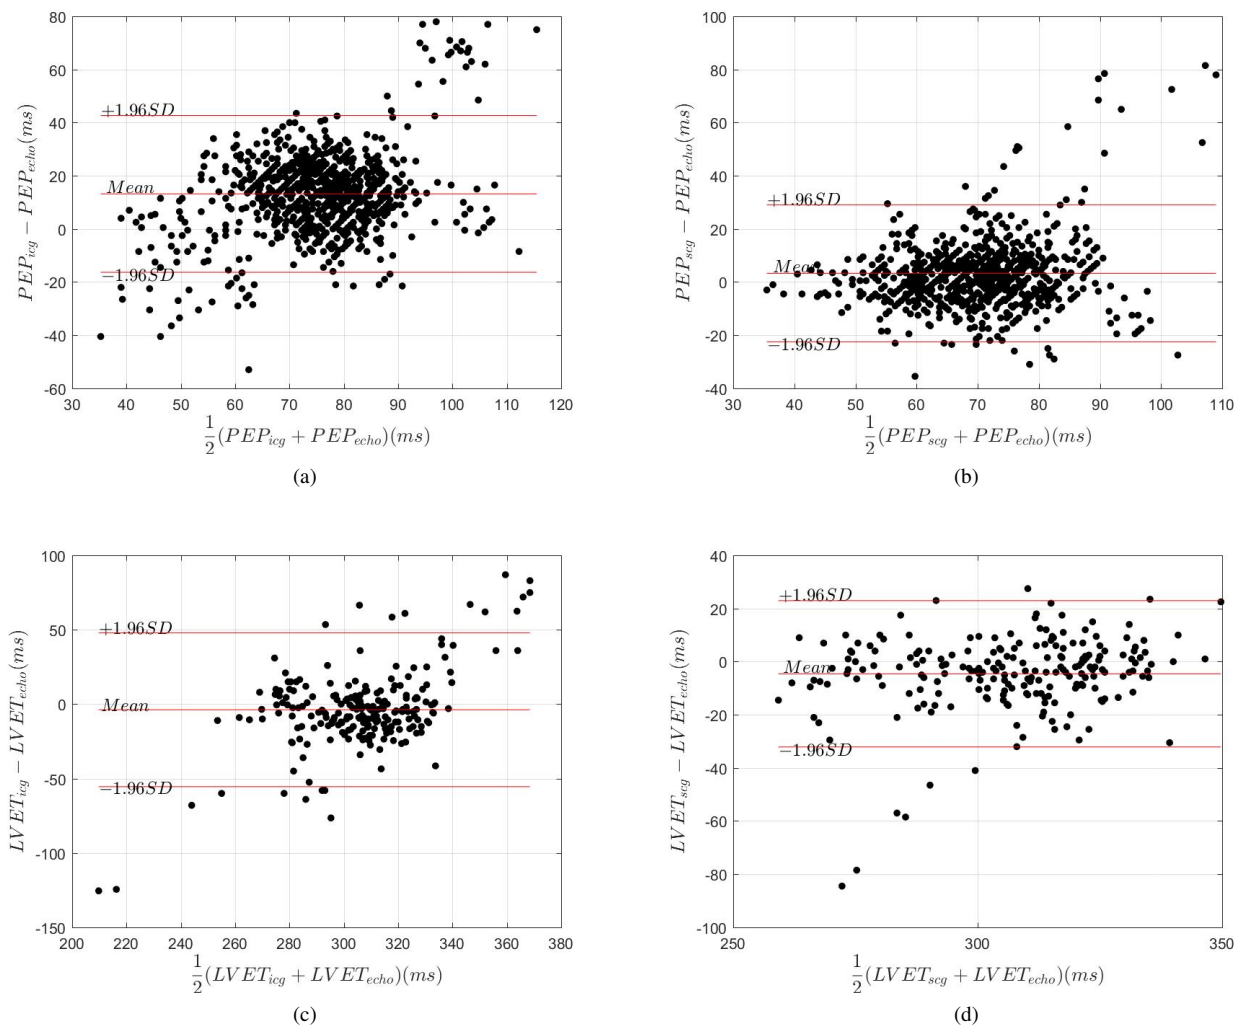 80
60
40
20
0
-20
-40
-60
+1.96SD
Mean
−1.96SD
PEP_icg − PEP_echo(ms)
30 40 50 60 70 80 90 100 110 120
1/2(PEP_icg + PEP_echo)(ms)
(a)
100
80
60
40
20
0
-20
-40
+1.96SD
Mean
−1.96SD
PEP_scg − PEP_echo(ms)
30 40 50 60 70 80 90 100 110
1/2(PEP_scg + PEP_echo)(ms)
(b)
100
50
0
-50
-100
-150
+1.96SD
Mean
−1.96SD
LVET_icg − LVET_echo(ms)
200 220 240 260 280 300 320 340 360 380
1/2(LVET_icg + LVET_echo)(ms)
(c)
40
20
0
-20
-40
-60
-80
-100
+1.96SD
Mean
−1.96SD
LVET_scg − LVET_echo(ms)
250 300 350
1/2(LVET_scg + LVET_echo)(ms)
(d)